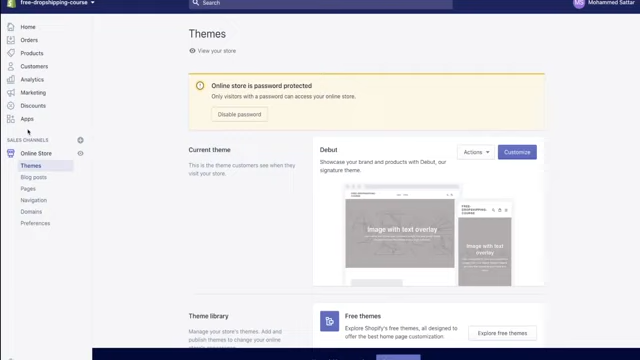 free-dropshipping-course
Search
MS
Mohammed Sattar
Home
Orders
Products
Customers
Analytics
Marketing
Discounts
Apps
SALES CHANNELS
Online Store
Themes
Blog posts
Pages
Navigation
Domains
Preferences
Themes
View your store
Online store is password protected
Only visitors with a password can access your online store.
Disable password
Current theme
This is the theme customers see when they
visit your store.
Debut
Actions
Customize
Showcase your brand and products with Debut, our
signature theme.
Image with text overlay
FREE-
DROPSHIPPING-
COURSE
Image with
text overlay
Theme library
Manage your store's themes. Add and
publish themes to change your online
Free themes
Explore Shopify's free themes, all designed to
offer the best home page customization
Explore free themes